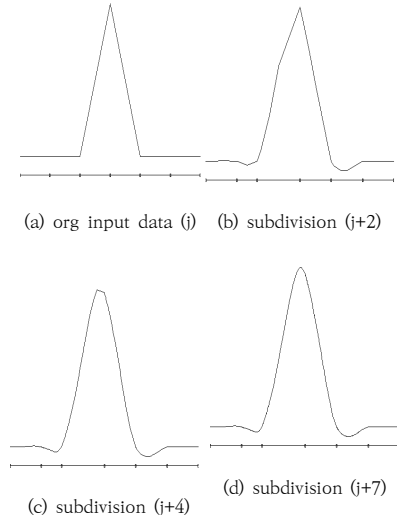 (a) org input data (j)
(b) subdivision (j+2)
(c) subdivision (j+4)
(d) subdivision (j+7)